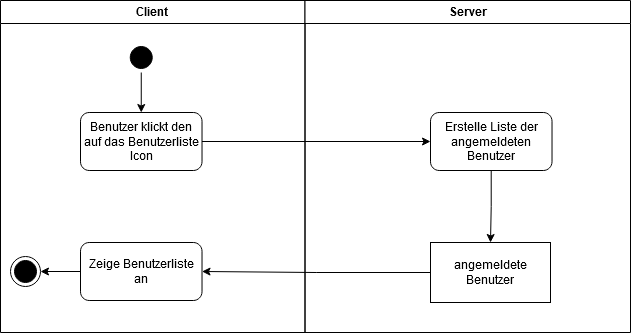 Client
Server
Benutzer klickt den
auf das Benutzerliste
Icon
Erstelle Liste der
angemeldeten
Benutzer
Zeige Benutzerliste
an
angemeldete
Benutzer